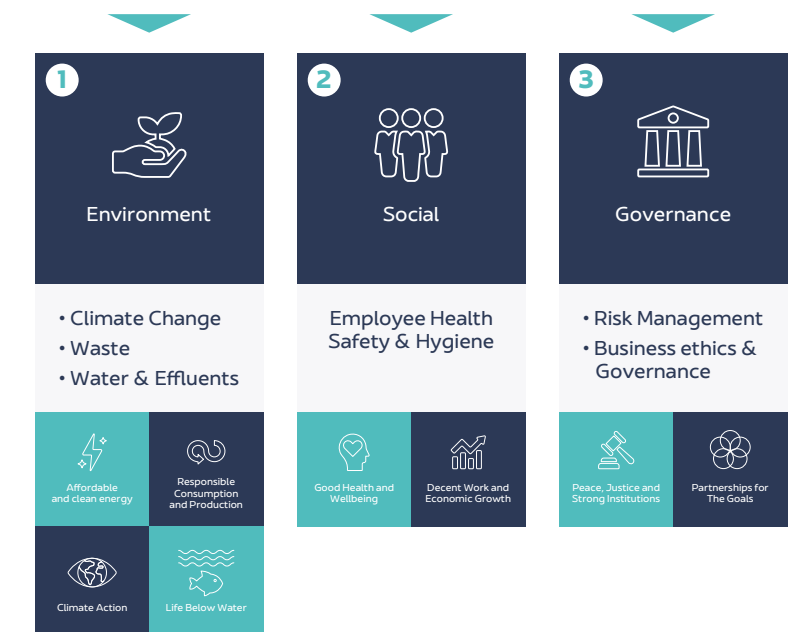 1
Environment
• Climate Change
• Waste
• Water & Effluents
Affordable
and clean energy
Responsible
Consumption
and Production
Climate Action
Life Below Water
2
Social
Employee Health
Safety & Hygiene
Good Health and
Wellbeing
Decent Work and
Economic Growth
3
Governance
• Risk Management
• Business ethics &
Governance
Peace, Justice and
Strong Institutions
Partnerships for
The Goals